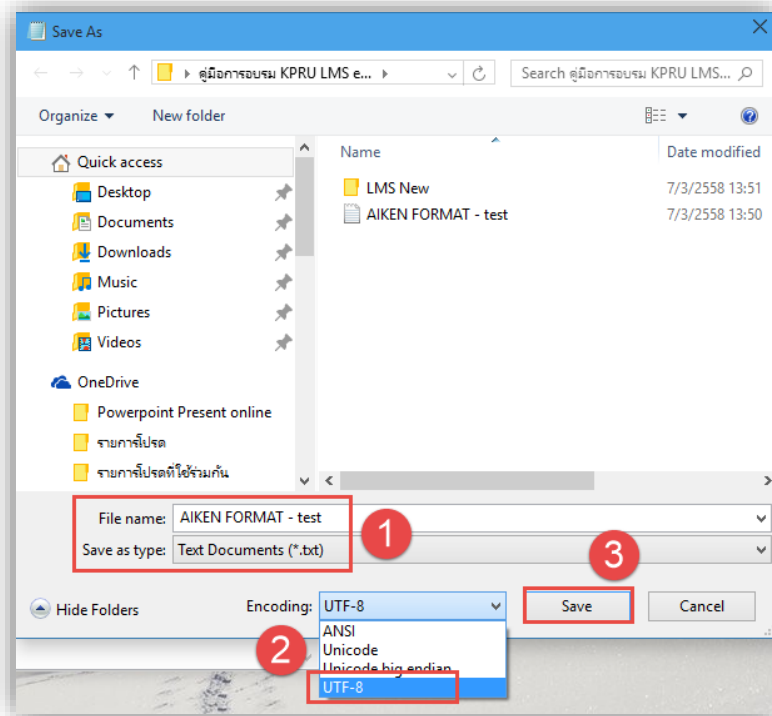 Save As
คู่มือการอบรม KPRU LMS e...
Search คู่มือการอบรม KPRU LMS...
Organize
New folder
Name
Date modified
Quick access
Desktop
Documents
Downloads
Music
Pictures
Videos
OneDrive
Powerpoint Present online
รายการโปรด
รายการโปรดที่ใช้ร่วมกัน
LMS New
7/3/2558 13:51
AIKEN FORMAT - test
7/3/2558 13:50
File name:
AIKEN FORMAT - test
Save as type:
Text Documents (*.txt)
1
Hide Folders
Encoding:
UTF-8
ANSI
Unicode
Unicode big endian
UTF-8
2
Save
3
Cancel